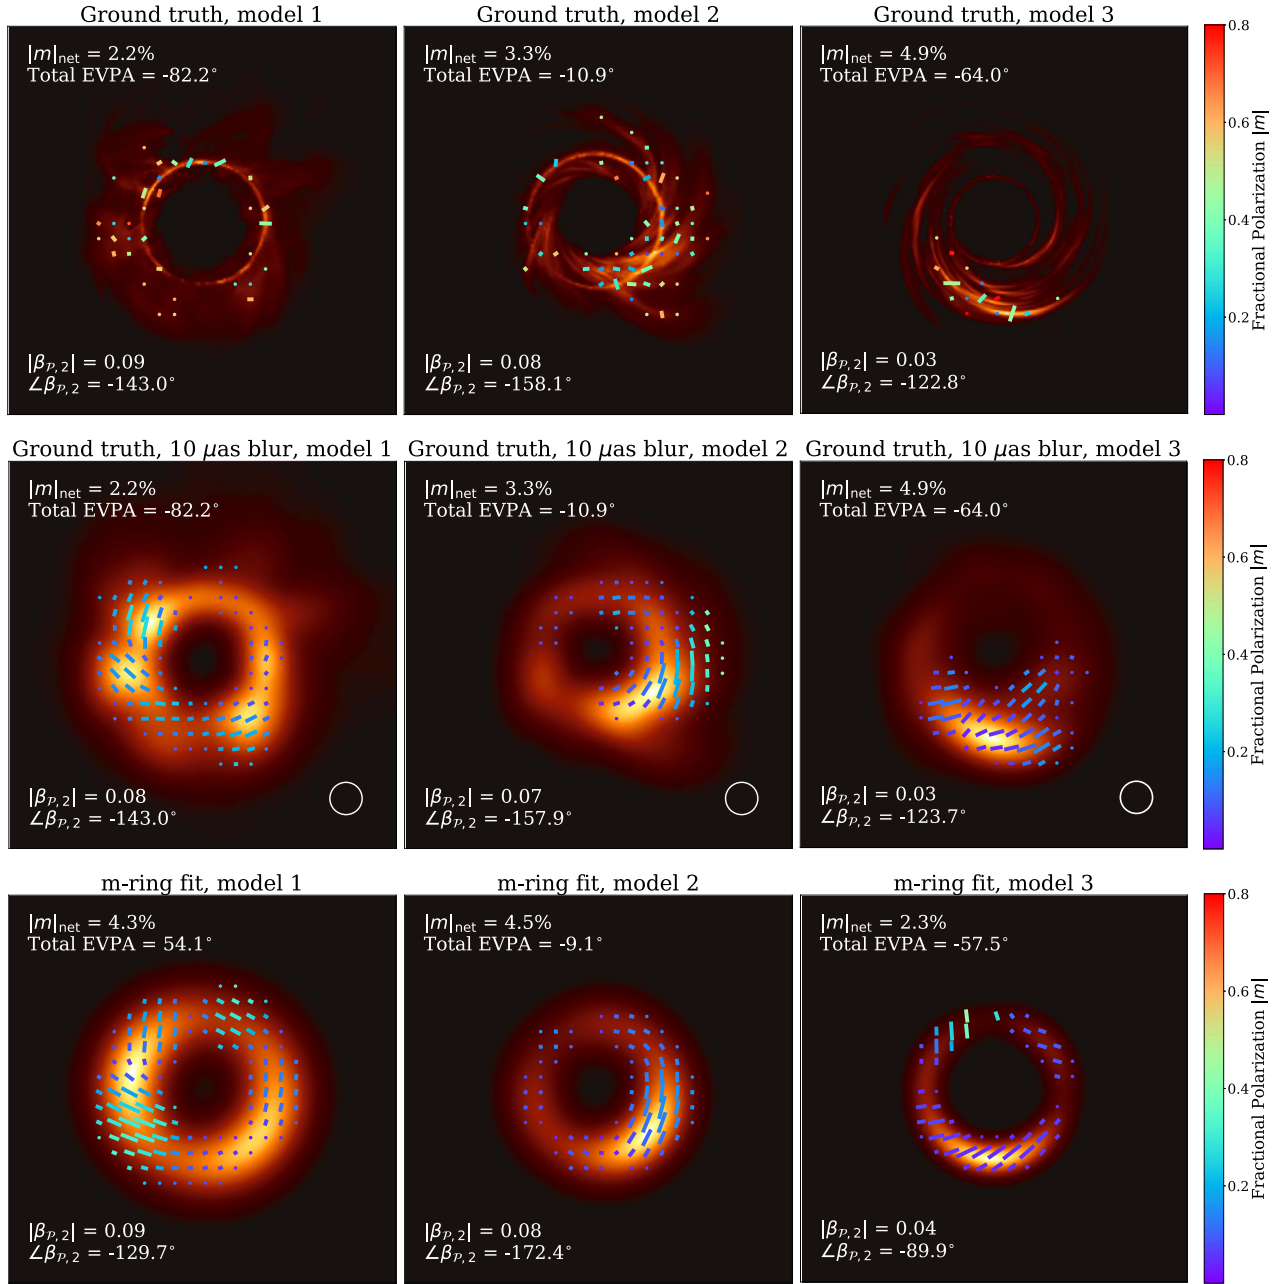 Ground truth, model 1
Ground truth, model 2
Ground truth, model 3
|m|net = 2.2%
Total EVPA = -82.2°
|β𝒫,2| = 0.09
∠β𝒫,2 = -143.0°
|m|net = 3.3%
Total EVPA = -10.9°
|β𝒫,2| = 0.08
∠β𝒫,2 = -158.1°
|m|net = 4.9%
Total EVPA = -64.0°
|β𝒫,2| = 0.03
∠β𝒫,2 = -122.8°
0.8
0.6
0.4
0.2
Fractional Polarization |m|
Ground truth, 10 μas blur, model 1
Ground truth, 10 μas blur, model 2
Ground truth, 10 μas blur, model 3
|m|net = 2.2%
Total EVPA = -82.2°
|β𝒫,2| = 0.08
∠β𝒫,2 = -143.0°
|m|net = 3.3%
Total EVPA = -10.9°
|β𝒫,2| = 0.07
∠β𝒫,2 = -157.9°
|m|net = 4.9%
Total EVPA = -64.0°
|β𝒫,2| = 0.03
∠β𝒫,2 = -123.7°
0.8
0.6
0.4
0.2
Fractional Polarization |m|
m-ring fit, model 1
m-ring fit, model 2
m-ring fit, model 3
|m|net = 4.3%
Total EVPA = 54.1°
|β𝒫,2| = 0.09
∠β𝒫,2 = -129.7°
|m|net = 4.5%
Total EVPA = -9.1°
|β𝒫,2| = 0.08
∠β𝒫,2 = -172.4°
|m|net = 2.3%
Total EVPA = -57.5°
|β𝒫,2| = 0.04
∠β𝒫,2 = -89.9°
0.8
0.6
0.4
0.2
Fractional Polarization |m|